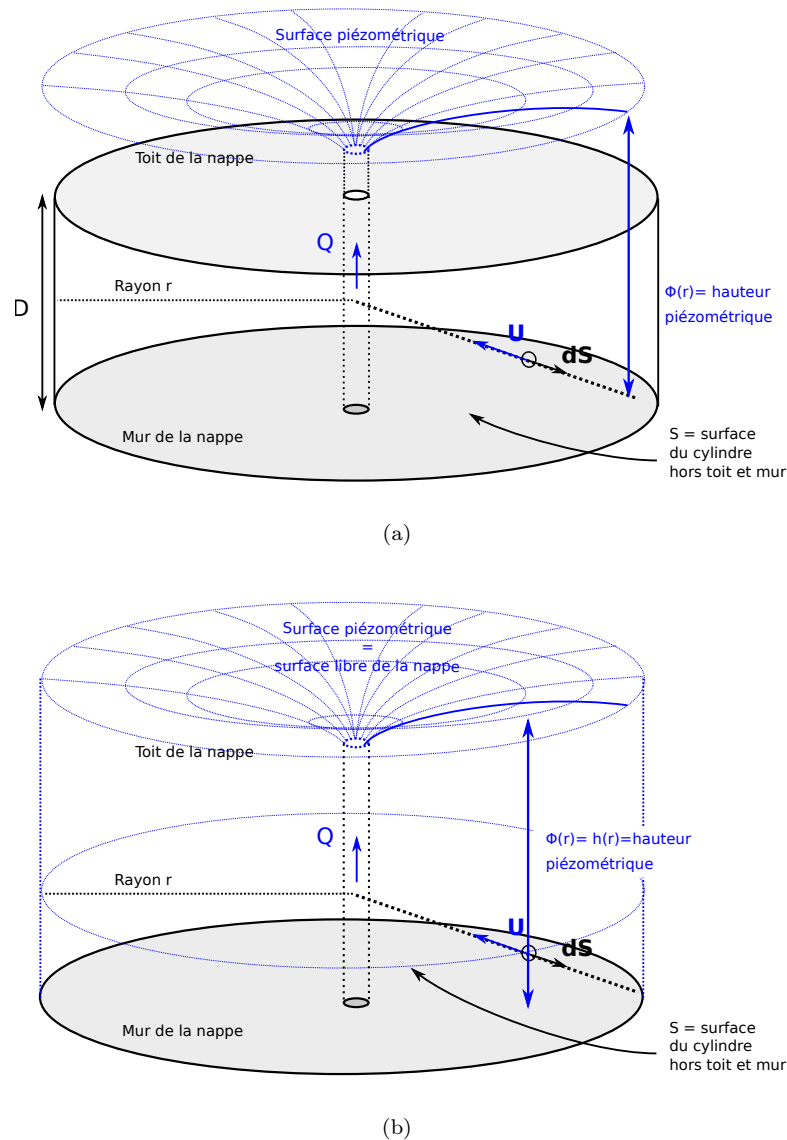 Surface piézométrique
Toit de la nappe
Q
Rayon r
D
Φ(r)= hauteur
piézométrique
U
dS
Mur de la nappe
S = surface
du cylindre
hors toit et mur
(a)
Surface piézométrique
=
surface libre de la nappe
Toit de la nappe
Q
Φ(r)= h(r)=hauteur
piézométrique
Rayon r
U
dS
Mur de la nappe
S = surface
du cylindre
hors toit et mur
(b)